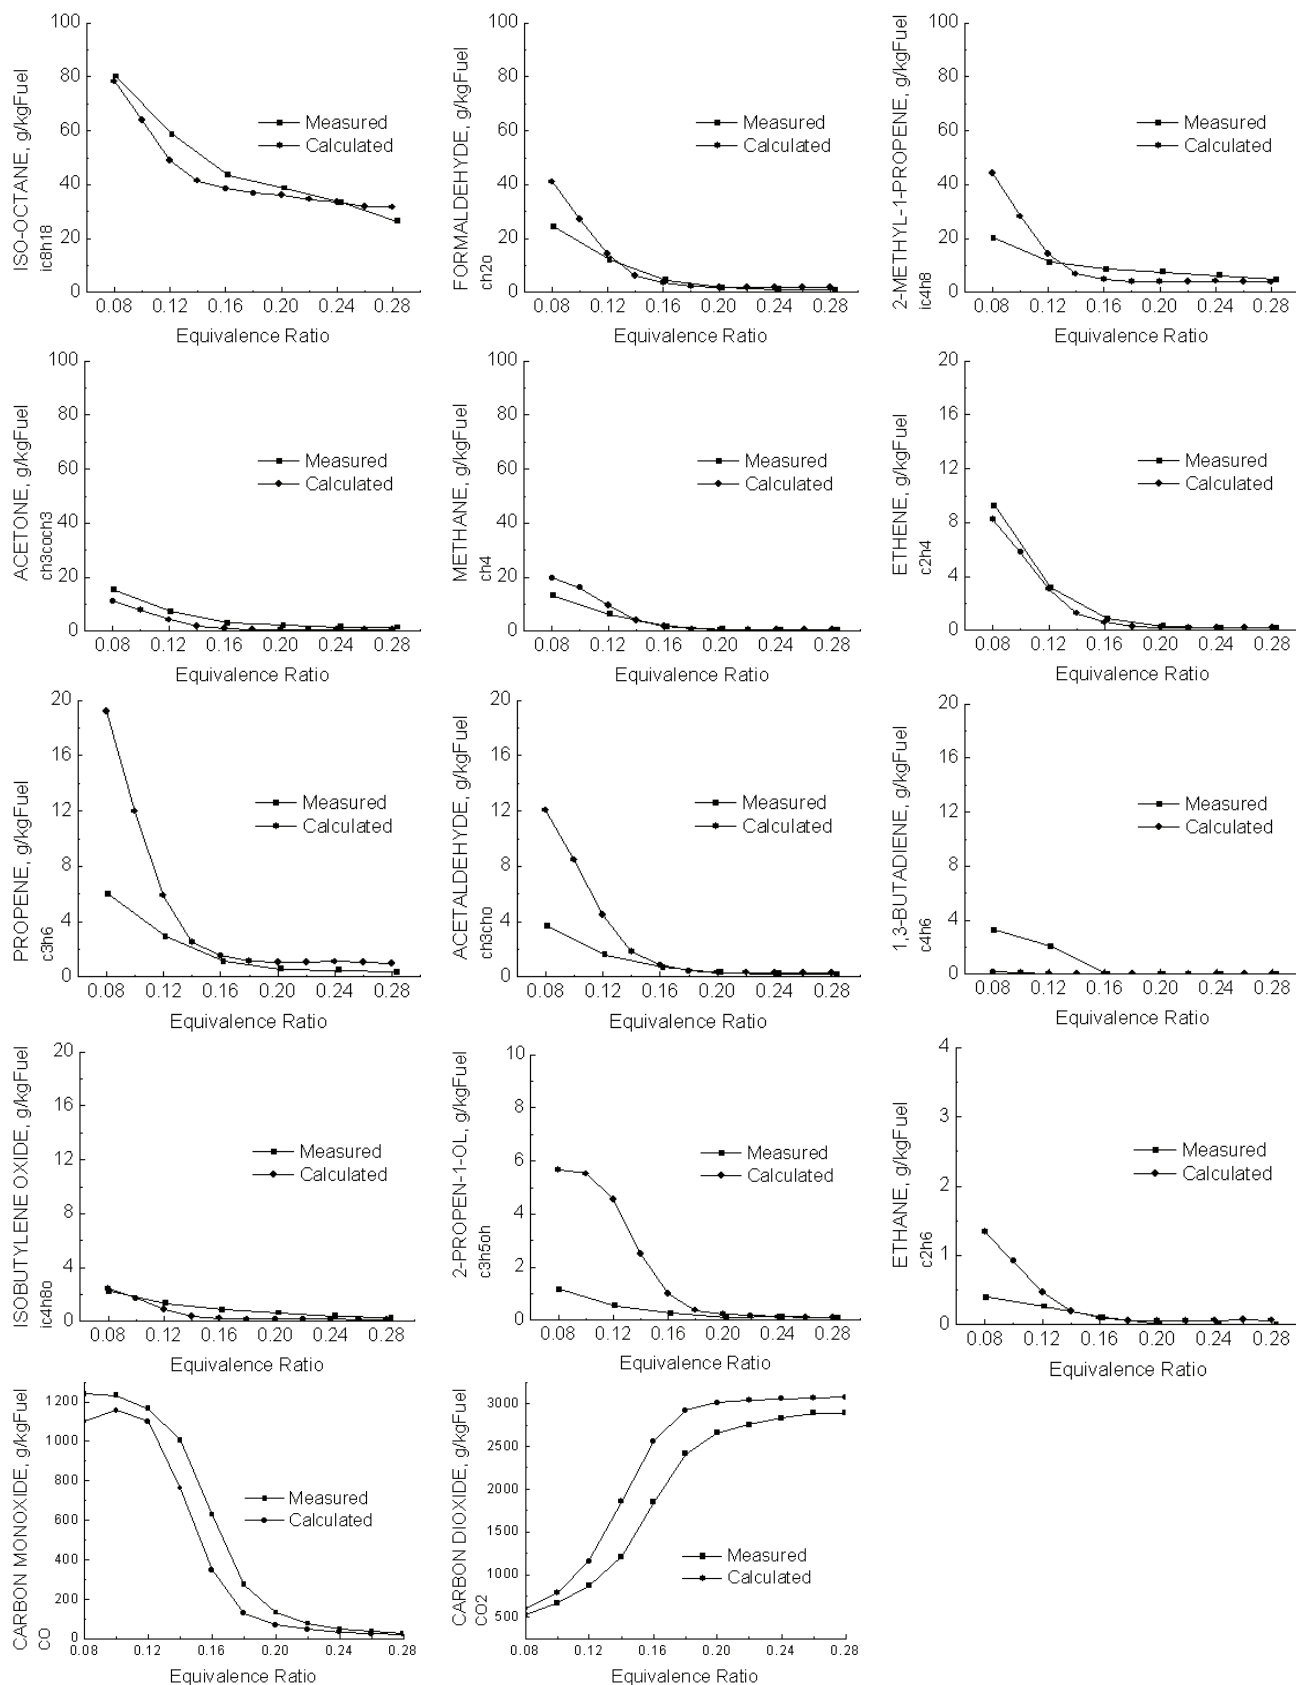 ISO-OCTANE, g/kgFuel
ic8h18
100
80
60
40
20
0
Measured
Calculated
0.08 0.12 0.16 0.20 0.24 0.28
Equivalence Ratio
FORMALDEHYDE, g/kgFuel
ch2o
100
80
60
40
20
0
Measured
Calculated
0.08 0.12 0.16 0.20 0.24 0.28
Equivalence Ratio
2-METHYL-1-PROPENE, g/kgFuel
ic4h8
100
80
60
40
20
0
Measured
Calculated
0.08 0.12 0.16 0.20 0.24 0.28
Equivalence Ratio
ACETONE, g/kgFuel
ch3coch3
100
80
60
40
20
0
Measured
Calculated
0.08 0.12 0.16 0.20 0.24 0.28
Equivalence Ratio
METHANE, g/kgFuel
ch4
100
80
60
40
20
0
Measured
Calculated
0.08 0.12 0.16 0.20 0.24 0.28
Equivalence Ratio
ETHENE, g/kgFuel
c2h4
20
16
12
8
4
0
Measured
Calculated
0.08 0.12 0.16 0.20 0.24 0.28
Equivalence Ratio
PROPENE, g/kgFuel
c3h6
20
16
12
8
4
0
Measured
Calculated
0.08 0.12 0.16 0.20 0.24 0.28
Equivalence Ratio
ACETALDEHYDE, g/kgFuel
ch3cho
20
16
12
8
4
0
Measured
Calculated
0.08 0.12 0.16 0.20 0.24 0.28
Equivalence Ratio
1,3-BUTADIENE, g/kgFuel
c4h6
20
16
12
8
4
0
Measured
Calculated
0.08 0.12 0.16 0.20 0.24 0.28
Equivalence Ratio
ISOBUTYLENE OXIDE, g/kgFuel
ic4h8o
20
16
12
8
4
0
Measured
Calculated
0.08 0.12 0.16 0.20 0.24 0.28
Equivalence Ratio
2-PROPEN-1-OL, g/kgFuel
c3h5oh
10
8
6
4
2
0
Measured
Calculated
0.08 0.12 0.16 0.20 0.24 0.28
Equivalence Ratio
ETHANE, g/kgFuel
c2h6
4
3
2
1
0
Measured
Calculated
0.08 0.12 0.16 0.20 0.24 0.28
Equivalence Ratio
CARBON MONOXIDE, g/kgFuel
CO
1200
1000
800
600
400
200
0
Measured
Calculated
0.08 0.12 0.16 0.20 0.24 0.28
Equivalence Ratio
CARBON DIOXIDE, g/kgFuel
CO2
3000
2500
2000
1500
1000
500
Measured
Calculated
0.08 0.12 0.16 0.20 0.24 0.28
Equivalence Ratio